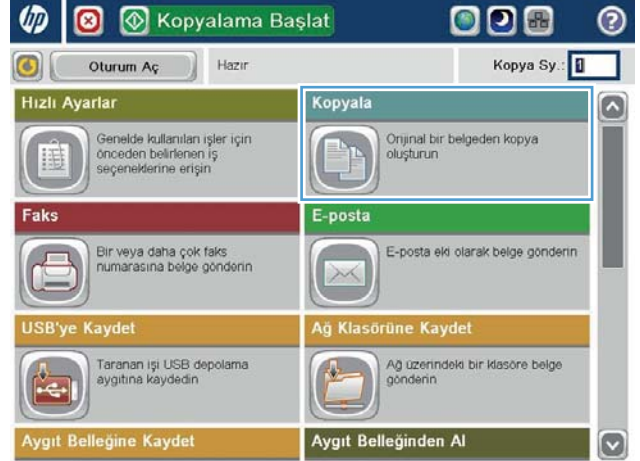 hp Kopyalama Başlat ?
Oturum Aç Hazır Kopya Sy.: 1
Hızlı Ayarlar
Genelde kullanılan işler için
önceden belirlenen iş
seçeneklerine erişin
Kopyala
Orijinal bir belgeden kopya
oluşturun
Faks
Bir veya daha çok faks
numarasına belge gönderin
E-posta
E-posta eki olarak belge gönderin
USB'ye Kaydet
Taranan işi USB depolama
aygıtına kaydedin
Ağ Klasörüne Kaydet
Ağ üzerindeki bir klasöre belge
gönderin
Aygıt Belleğine Kaydet
Aygıt Belleğinden Al